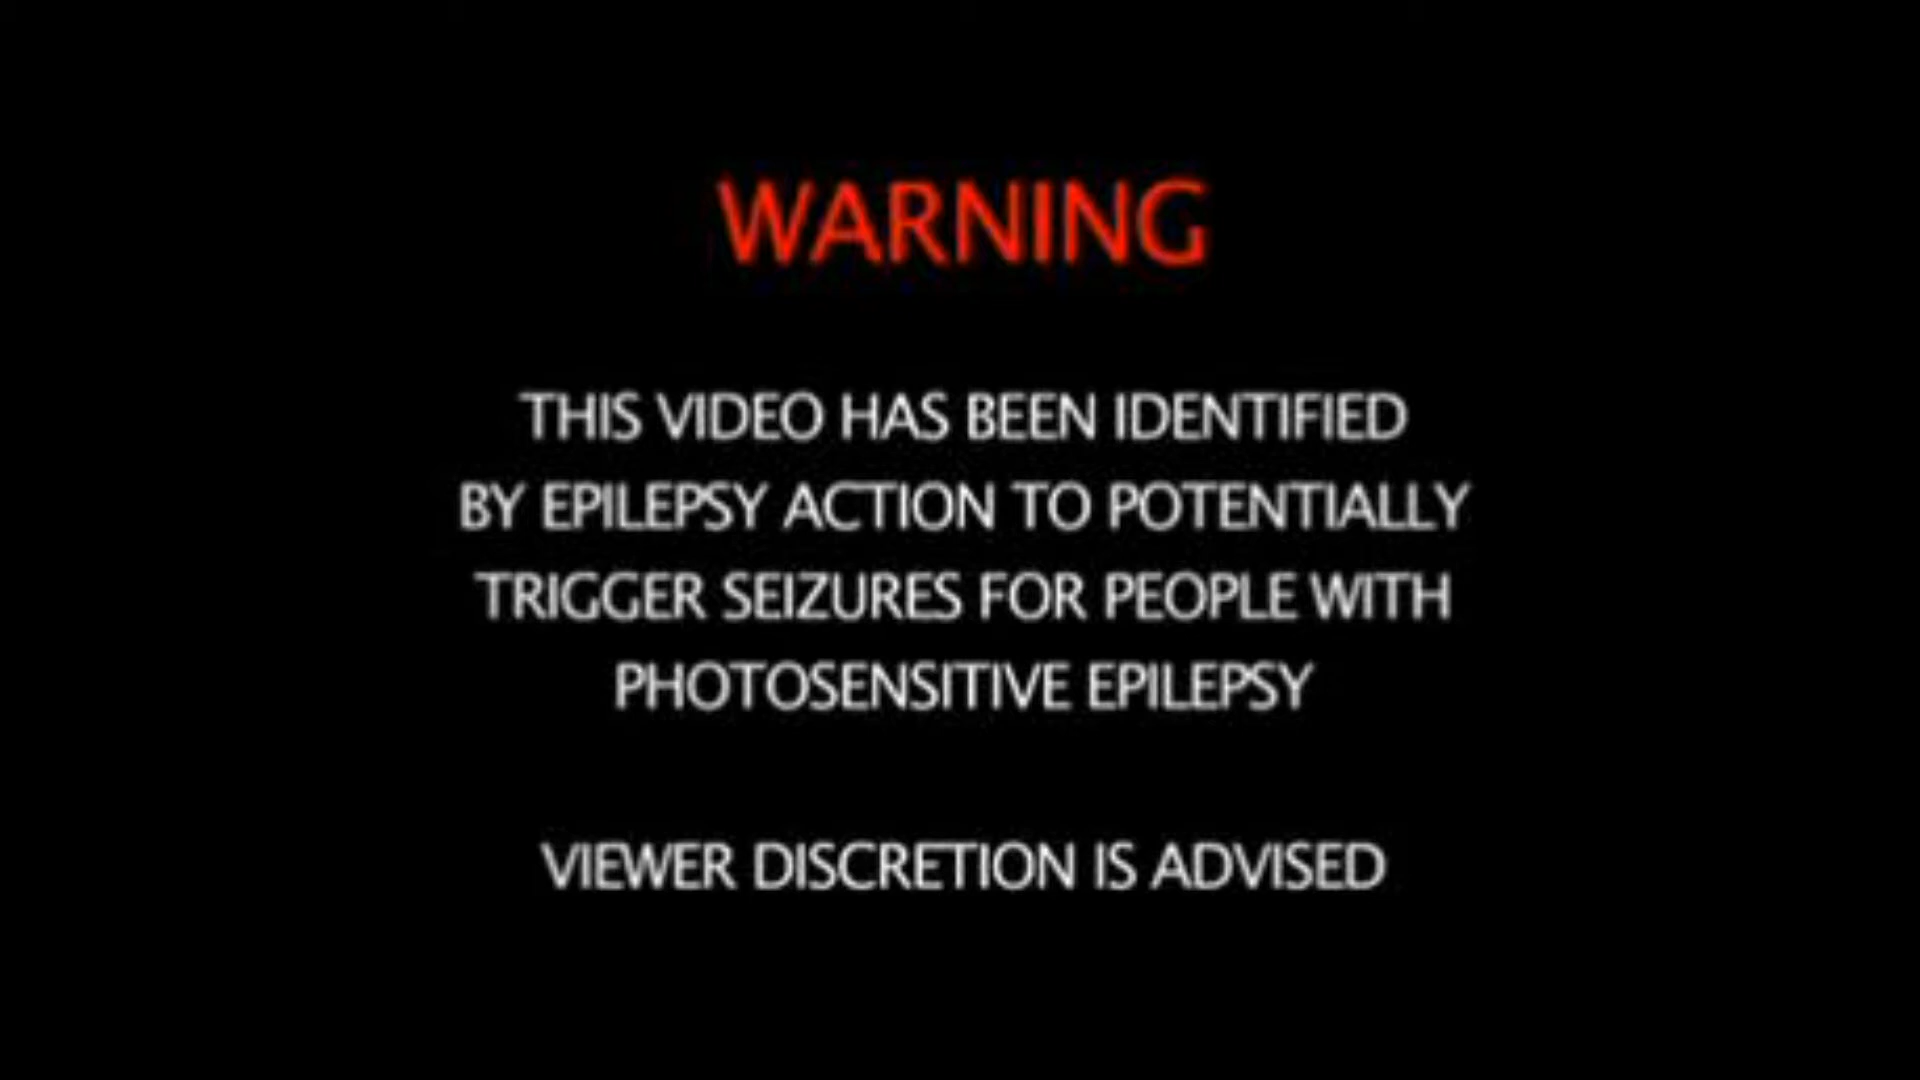 WARNING
THIS VIDEO HAS BEEN IDENTIFIED
BY EPILEPSY ACTION TO POTENTIALLY
TRIGGER SEIZURES FOR PEOPLE WITH
PHOTOSENSITIVE EPILEPSY
VIEWER DISCRETION IS ADVISED